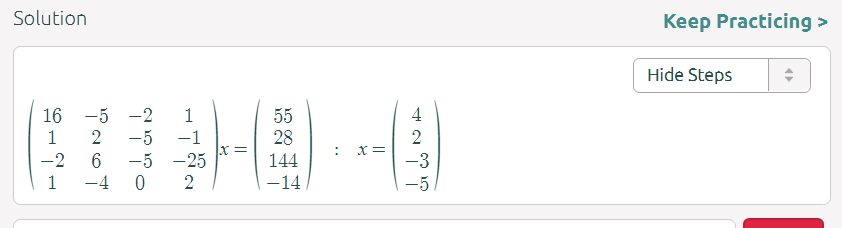 Solution
Keep Practicing >
Hide Steps
16 −5 −2 1
1 2 −5 −1
−2 6 −5 −25
1 −4 0 2
x =
55
28
144
−14
: x =
4
2
−3
−5